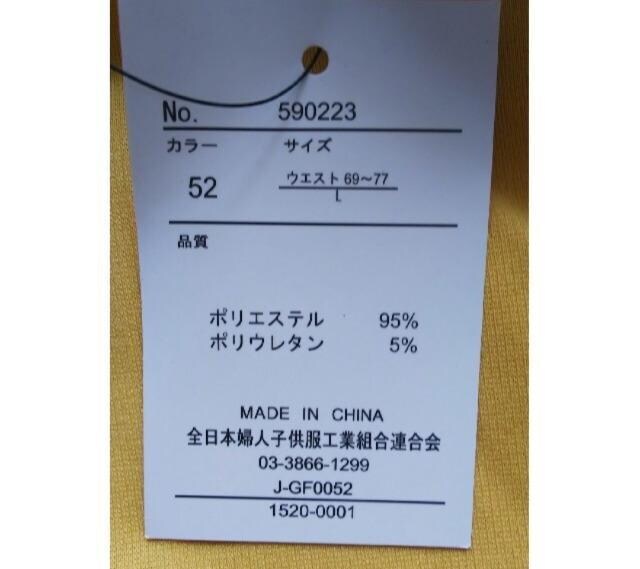 No. 590223
カラー サイズ
52 ウエスト 69〜77
L
品質
ポリエステル 95%
ポリウレタン 5%
MADE IN CHINA
全日本婦人子供服工業組合連合会
03-3866-1299
J-GF0052
1520-0001